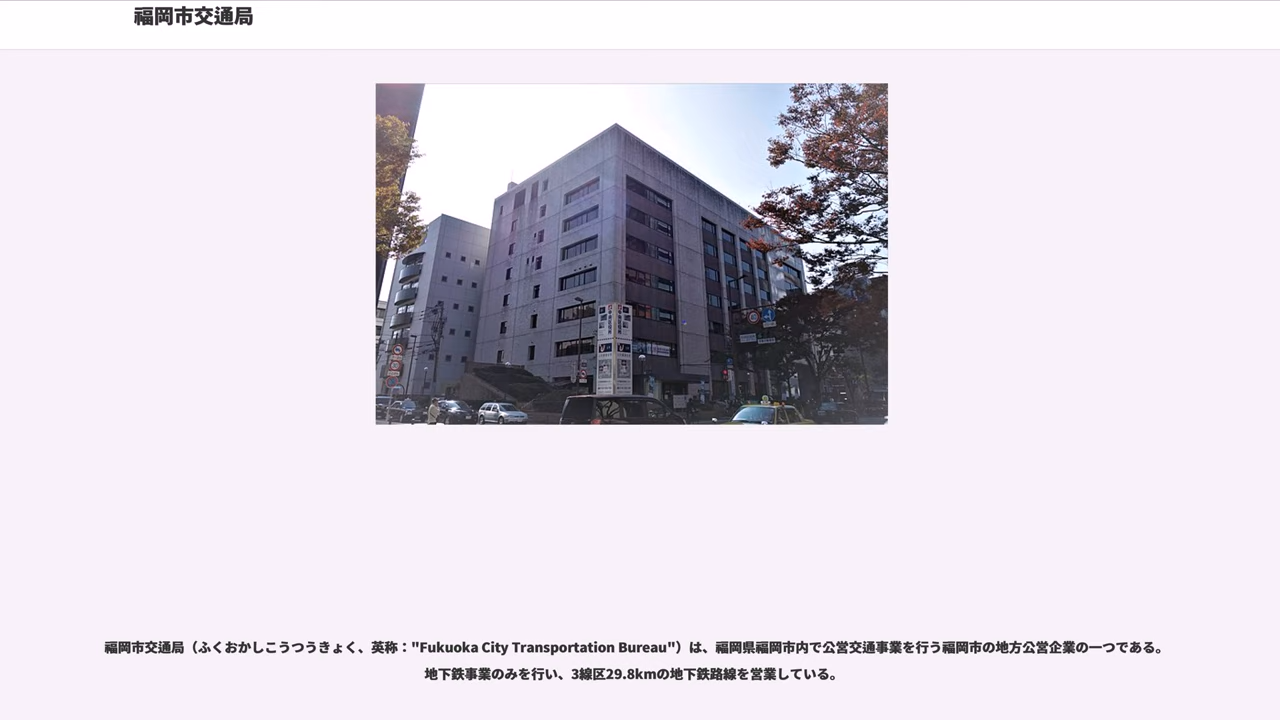 福岡市交通局
福岡市交通局（ふくおかしこうつうきょく、英称："Fukuoka City Transportation Bureau"）は、福岡県福岡市内で公営交通事業を行う福岡市の地方公営企業の一つである。
地下鉄事業のみを行い、3線区29.8kmの地下鉄路線を営業している。